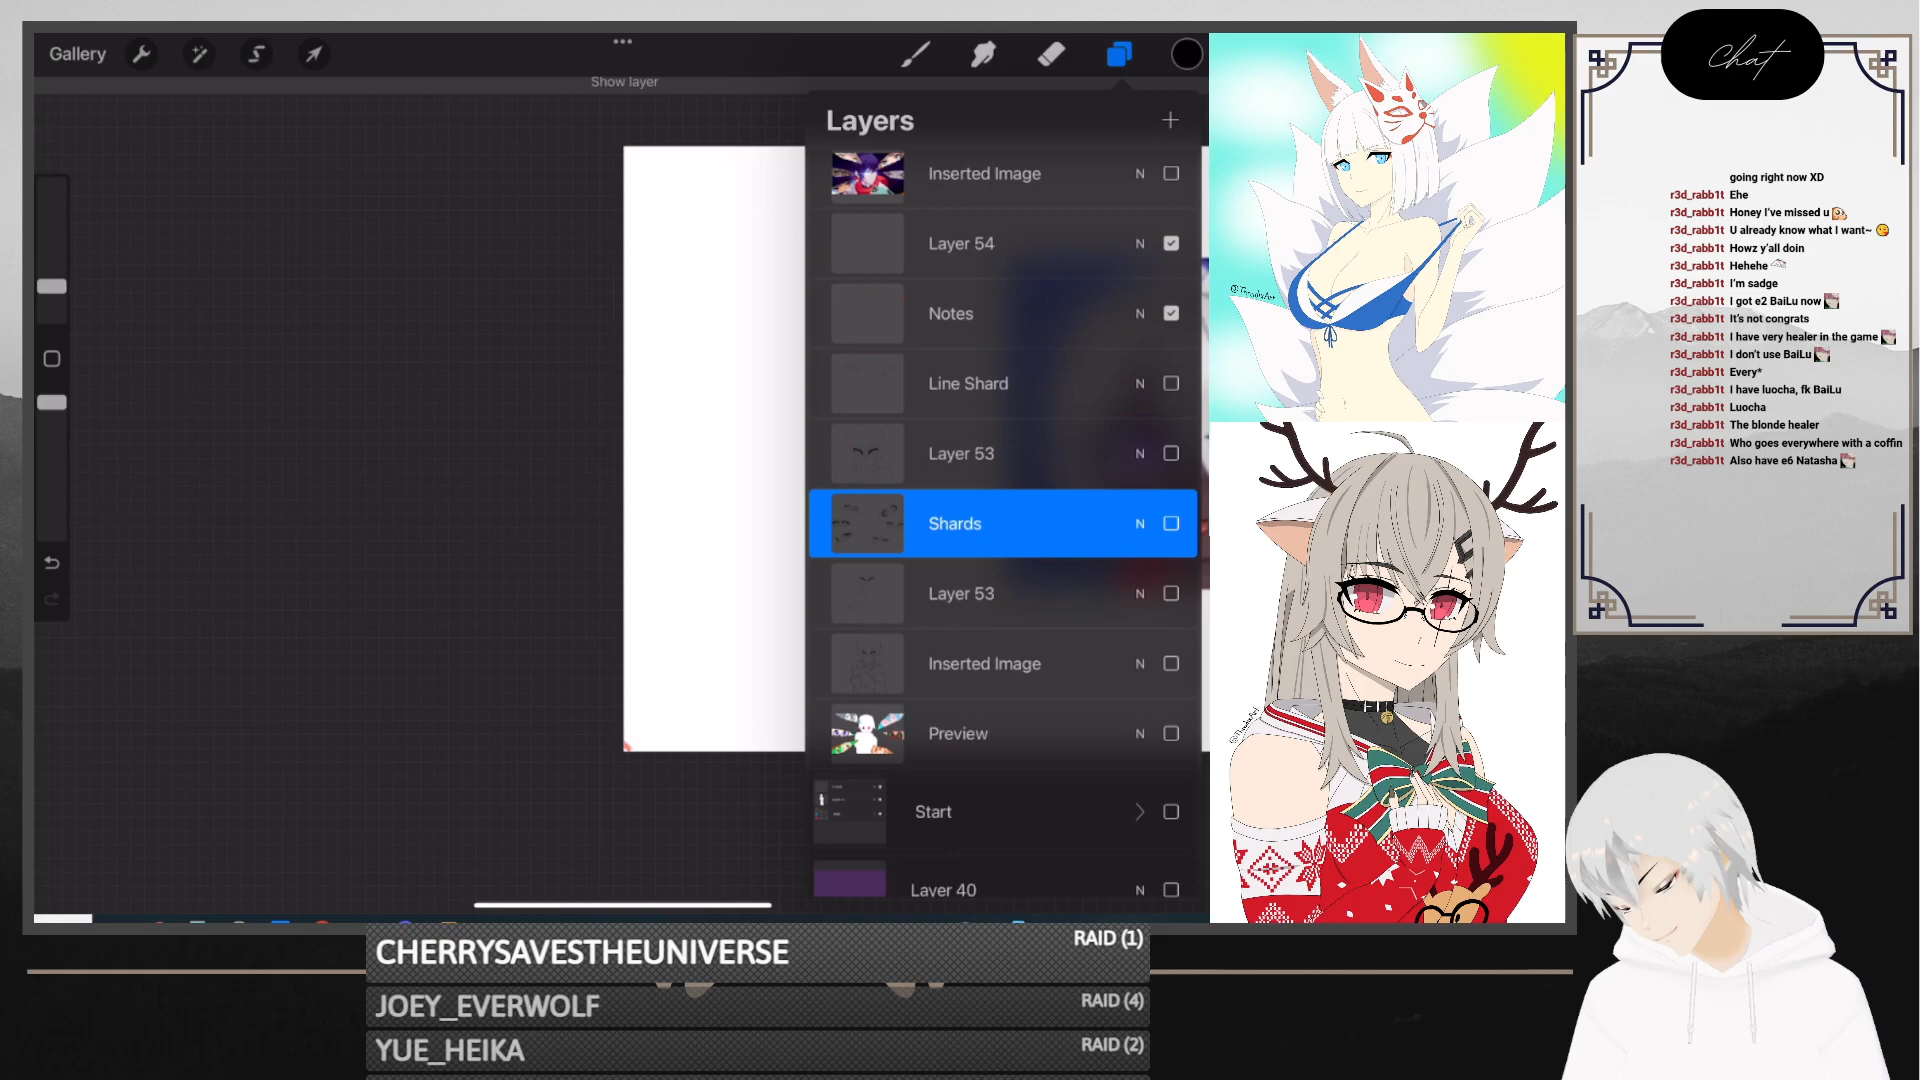 Gallery
Show layer
Layers
Inserted Image N
Layer 54 N
Notes N
Line Shard N
Layer 53 N
Shards N
Layer 53 N
Inserted Image N
Preview N
Start
Layer 40 N
Chat
going right now XD
r3d_rabb1t Ehe
r3d_rabb1t Honey I've missed u
r3d_rabb1t U already know what I want~
r3d_rabb1t Howz y'all doin
r3d_rabb1t Hehehe
r3d_rabb1t I'm sadge
r3d_rabb1t I got e2 BaiLu now
r3d_rabb1t It's not congrats
r3d_rabb1t I have very healer in the game
r3d_rabb1t I don't use BaiLu
r3d_rabb1t Every*
r3d_rabb1t I have luocha, fk BaiLu
r3d_rabb1t Luocha
r3d_rabb1t The blonde healer
r3d_rabb1t Who goes everywhere with a coffin
r3d_rabb1t Also have e6 Natasha
CHERRYSAVESTHEUNIVERSE RAID (1)
JOEY_EVERWOLF RAID (4)
YUE_HEIKA RAID (2)